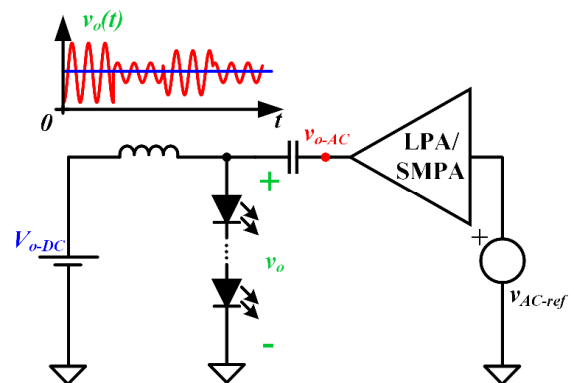 vo(t)
0
t
vo-AC
LPA/
SMPA
+
Vo-DC
vo
+
-
vAC-ref